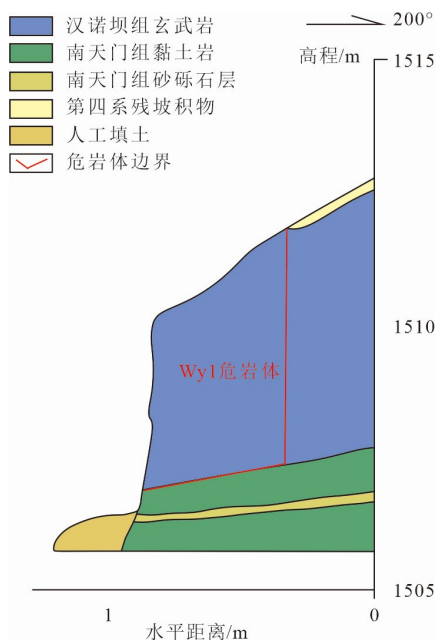 汉诺坝组玄武岩
200°
南天门组黏土岩
高程/m
1515
南天门组砂砾石层
第四系残坡积物
人工填土
危岩体边界
1510
Wy1危岩体
1505
1
0
水平距离/m